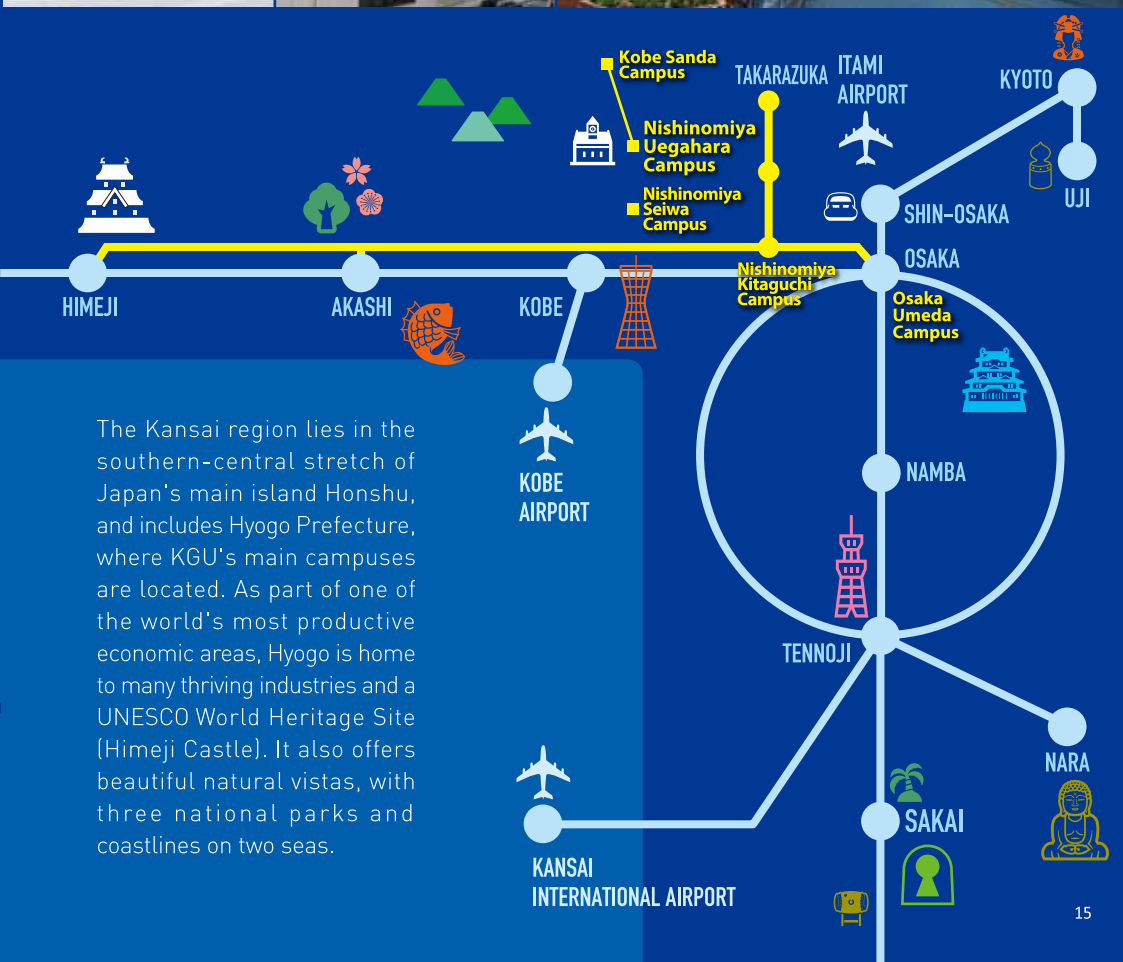 Kobe Sanda
Campus
TAKARAZUKA
ITAMI
AIRPORT
KYOTO
Nishinomiya
Uegahara
Campus
Nishinomiya
Seiwa
Campus
UJI
SHIN-OSAKA
OSAKA
HIMEJI
AKASHI
KOBE
Nishinomiya
Kitaguchi
Campus
Osaka
Umeda
Campus
The Kansai region lies in the
southern-central stretch of
Japan's main island Honshu,
and includes Hyogo Prefecture,
where KGU's main campuses
are located. As part of one of
the world's most productive
economic areas, Hyogo is home
to many thriving industries and a
UNESCO World Heritage Site
(Himeji Castle). It also offers
beautiful natural vistas, with
three national parks and
coastlines on two seas.
KOBE
AIRPORT
NAMBA
TENNOJI
NARA
SAKAI
KANSAI
INTERNATIONAL AIRPORT
15